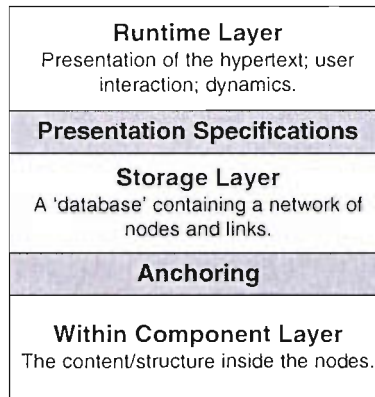 Runtime Layer
Presentation of the hypertext; user
interaction; dynamics.
Presentation Specifications
Storage Layer
A 'database' containing a network of
nodes and links.
Anchoring
Within Component Layer
The content/structure inside the nodes.